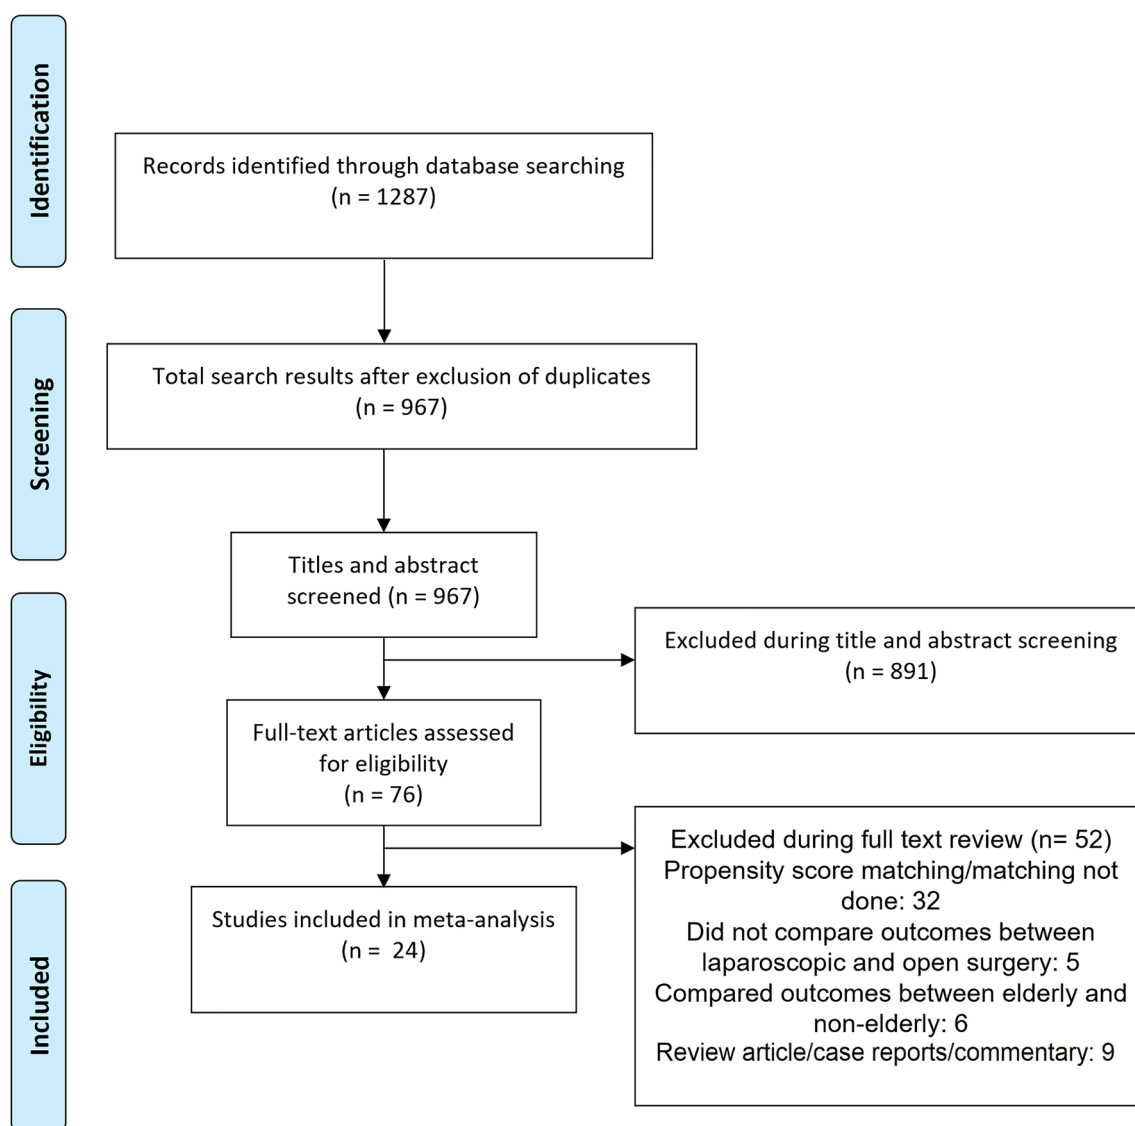 Identification
Records identified through database searching
(n = 1287)
Screening
Total search results after exclusion of duplicates
(n = 967)
Titles and abstract
screened (n = 967)
Excluded during title and abstract screening
(n = 891)
Eligibility
Full-text articles assessed
for eligibility
(n = 76)
Excluded during full text review (n= 52)
Propensity score matching/matching not
done: 32
Did not compare outcomes between
laparoscopic and open surgery: 5
Compared outcomes between elderly and
non-elderly: 6
Review article/case reports/commentary: 9
Included
Studies included in meta-analysis
(n =  24)